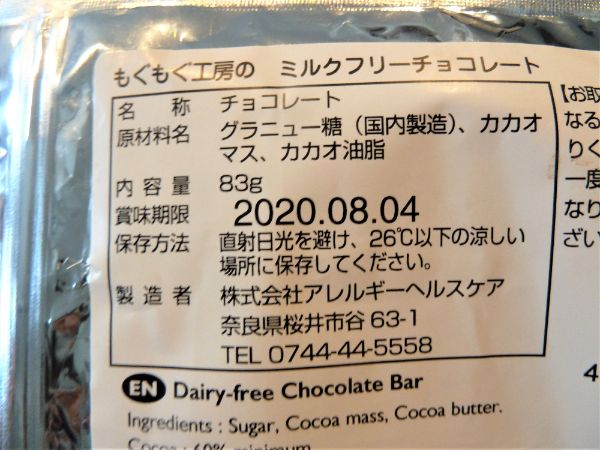 もぐもぐ工房の ミルクフリーチョコレート
名 称 チョコレート
原材料名 グラニュー糖（国内製造）、カカオ
マス、カカオ油脂
内 容 量 83g
賞味期限 2020.08.04
保存方法 直射日光を避け、26℃以下の涼しい
場所に保存してください。
製 造 者 株式会社アレルギーヘルスケア
奈良県桜井市谷 63-1
TEL 0744-44-5558
EN Dairy-free Chocolate Bar
Ingredients : Sugar, Cocoa mass, Cocoa butter.
Cocoa : 60% minimum
【お取
なる
りく
一度
なり
ざい
4